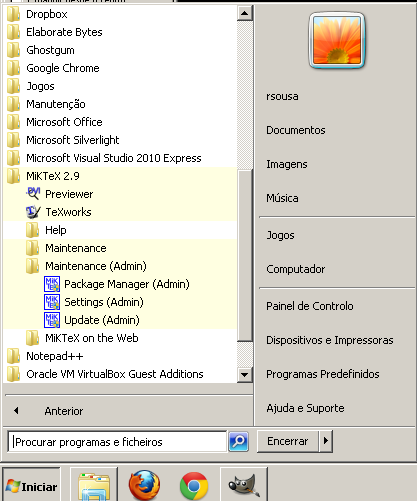 Dropbox
Elaborate Bytes
Ghostgum
Google Chrome
Jogos
Manutenção
Microsoft Office
Microsoft Silverlight
Microsoft Visual Studio 2010 Express
MiKTeX 2.9
Previewer
TeXworks
Help
Maintenance
Maintenance (Admin)
Package Manager (Admin)
Settings (Admin)
Update (Admin)
MiKTeX on the Web
Notepad++
Oracle VM VirtualBox Guest Additions
Anterior
Procurar programas e ficheiros
rsousa
Documentos
Imagens
Música
Jogos
Computador
Painel de Controlo
Dispositivos e Impressoras
Programas Predefinidos
Ajuda e Suporte
Encerrar
Iniciar